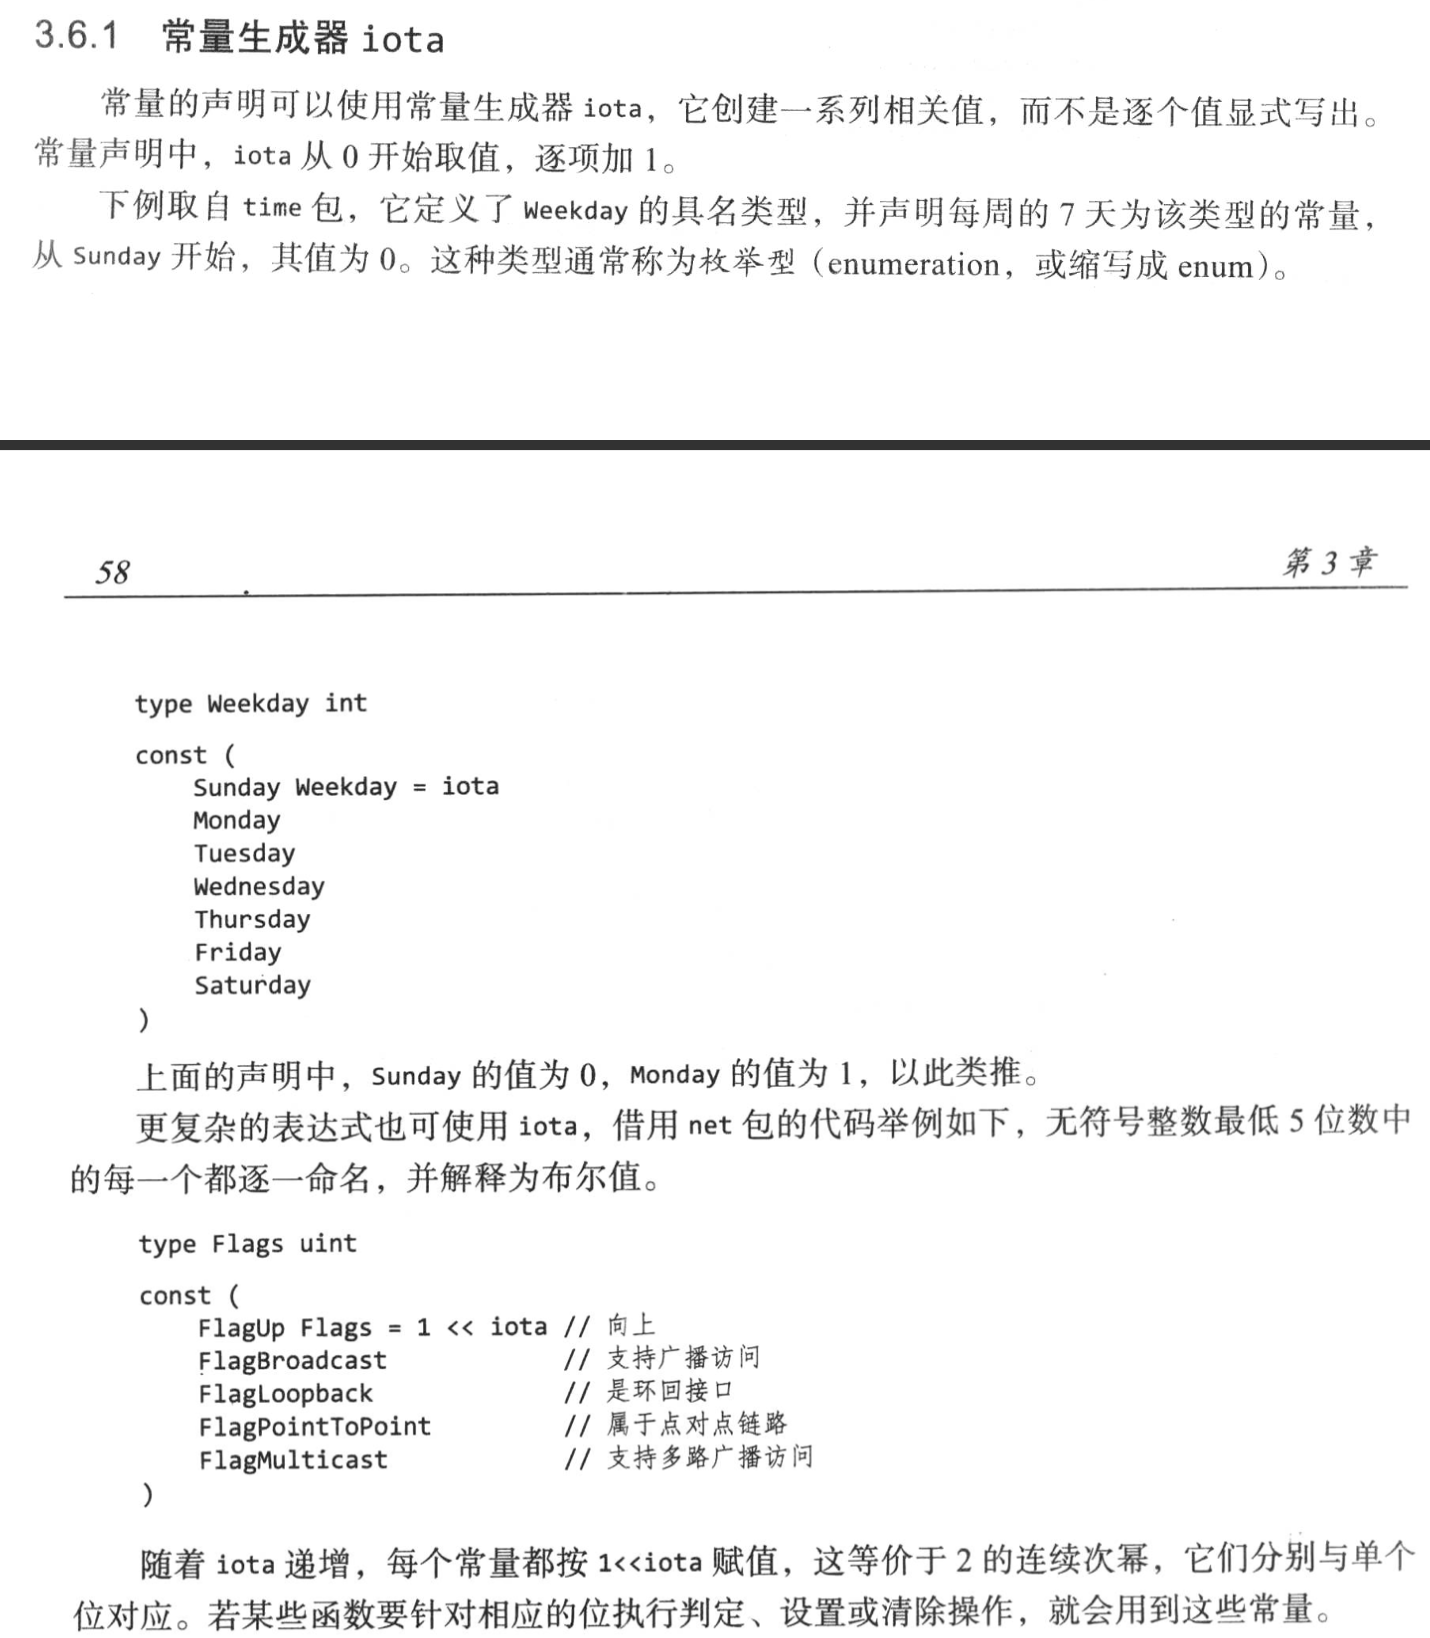 3.6.1 常量生成器 iota
常量的声明可以使用常量生成器 iota，它创建一系列相关值，而不是逐个值显式写出。
常量声明中，iota 从 0 开始取值，逐项加 1。
下例取自 time 包，它定义了 Weekday 的具名类型，并声明每周的 7 天为该类型的常量，
从 Sunday 开始，其值为 0。这种类型通常称为枚举型（enumeration，或缩写成 enum）。
58 第 3 章
type Weekday int
const (
    Sunday Weekday = iota
    Monday
    Tuesday
    Wednesday
    Thursday
    Friday
    Saturday
)
上面的声明中，Sunday 的值为 0，Monday 的值为 1，以此类推。
更复杂的表达式也可使用 iota，借用 net 包的代码举例如下，无符号整数最低 5 位数中
的每一个都逐一命名，并解释为布尔值。
type Flags uint
const (
    FlagUp Flags = 1 << iota // 向上
    FlagBroadcast // 支持广播访问
    FlagLoopback // 是环回接口
    FlagPointToPoint // 属于点对点链路
    FlagMulticast // 支持多路广播访问
)
随着 iota 递增，每个常量都按 1<<iota 赋值，这等价于 2 的连续次幂，它们分别与单个
位对应。若某些函数要针对相应的位执行判定、设置或清除操作，就会用到这些常量。